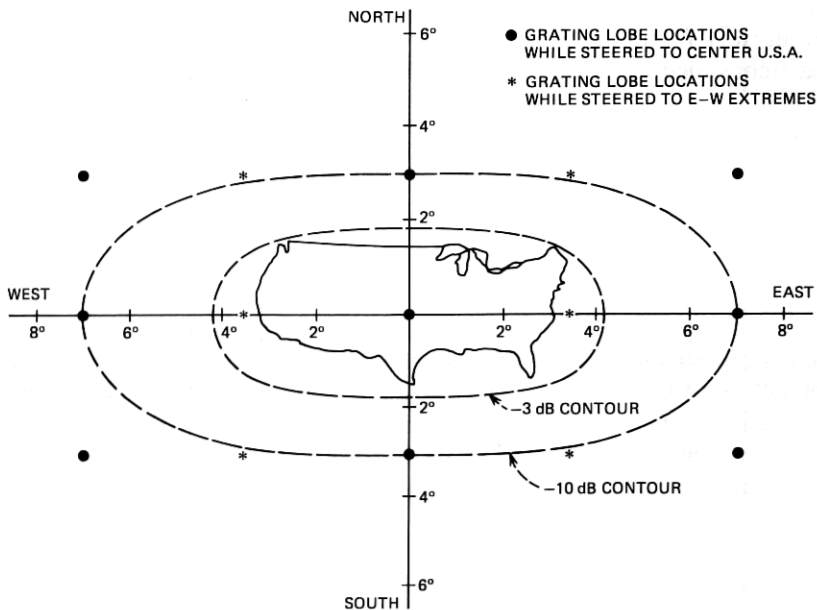 NORTH
6°
● GRATING LOBE LOCATIONS
WHILE STEERED TO CENTER U.S.A.
* GRATING LOBE LOCATIONS
WHILE STEERED TO E–W EXTREMES
4°
2°
WEST
EAST
8° 6° 4° 2° 2° 4° 6° 8°
2°
–3 dB CONTOUR
4°
–10 dB CONTOUR
6°
SOUTH